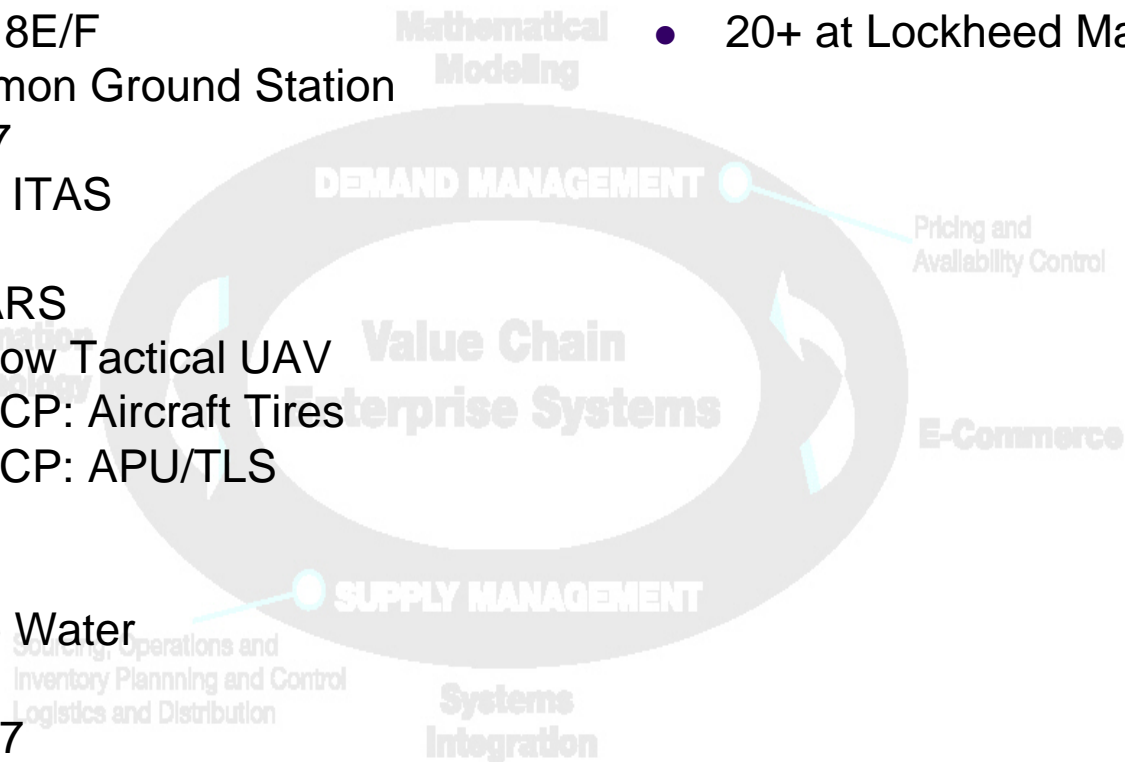 8E/F
mon Ground Station
7
ITAS
ARS
ow Tactical UAV
CP: Aircraft Tires
CP: APU/TLS
Water
7
20+ at Lockheed Ma
Mathematical
Modeling
DEMAND MANAGEMENT
Pricing and
Availability Control
Value Chain
Enterprise Systems
E-Commerce
SUPPLY MANAGEMENT
Sourcing, Operations and
Inventory Plannning and Control
Logistics and Distribution
Systems
Integration